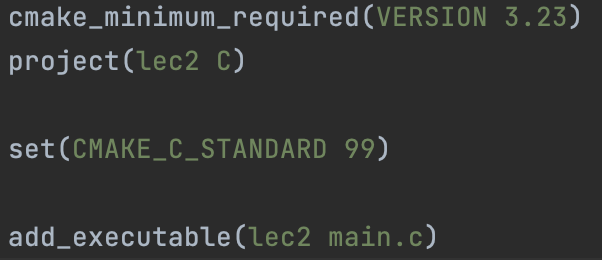 cmake_minimum_required(VERSION 3.23)
project(lec2 C)
set(CMAKE_C_STANDARD 99)
add_executable(lec2 main.c)